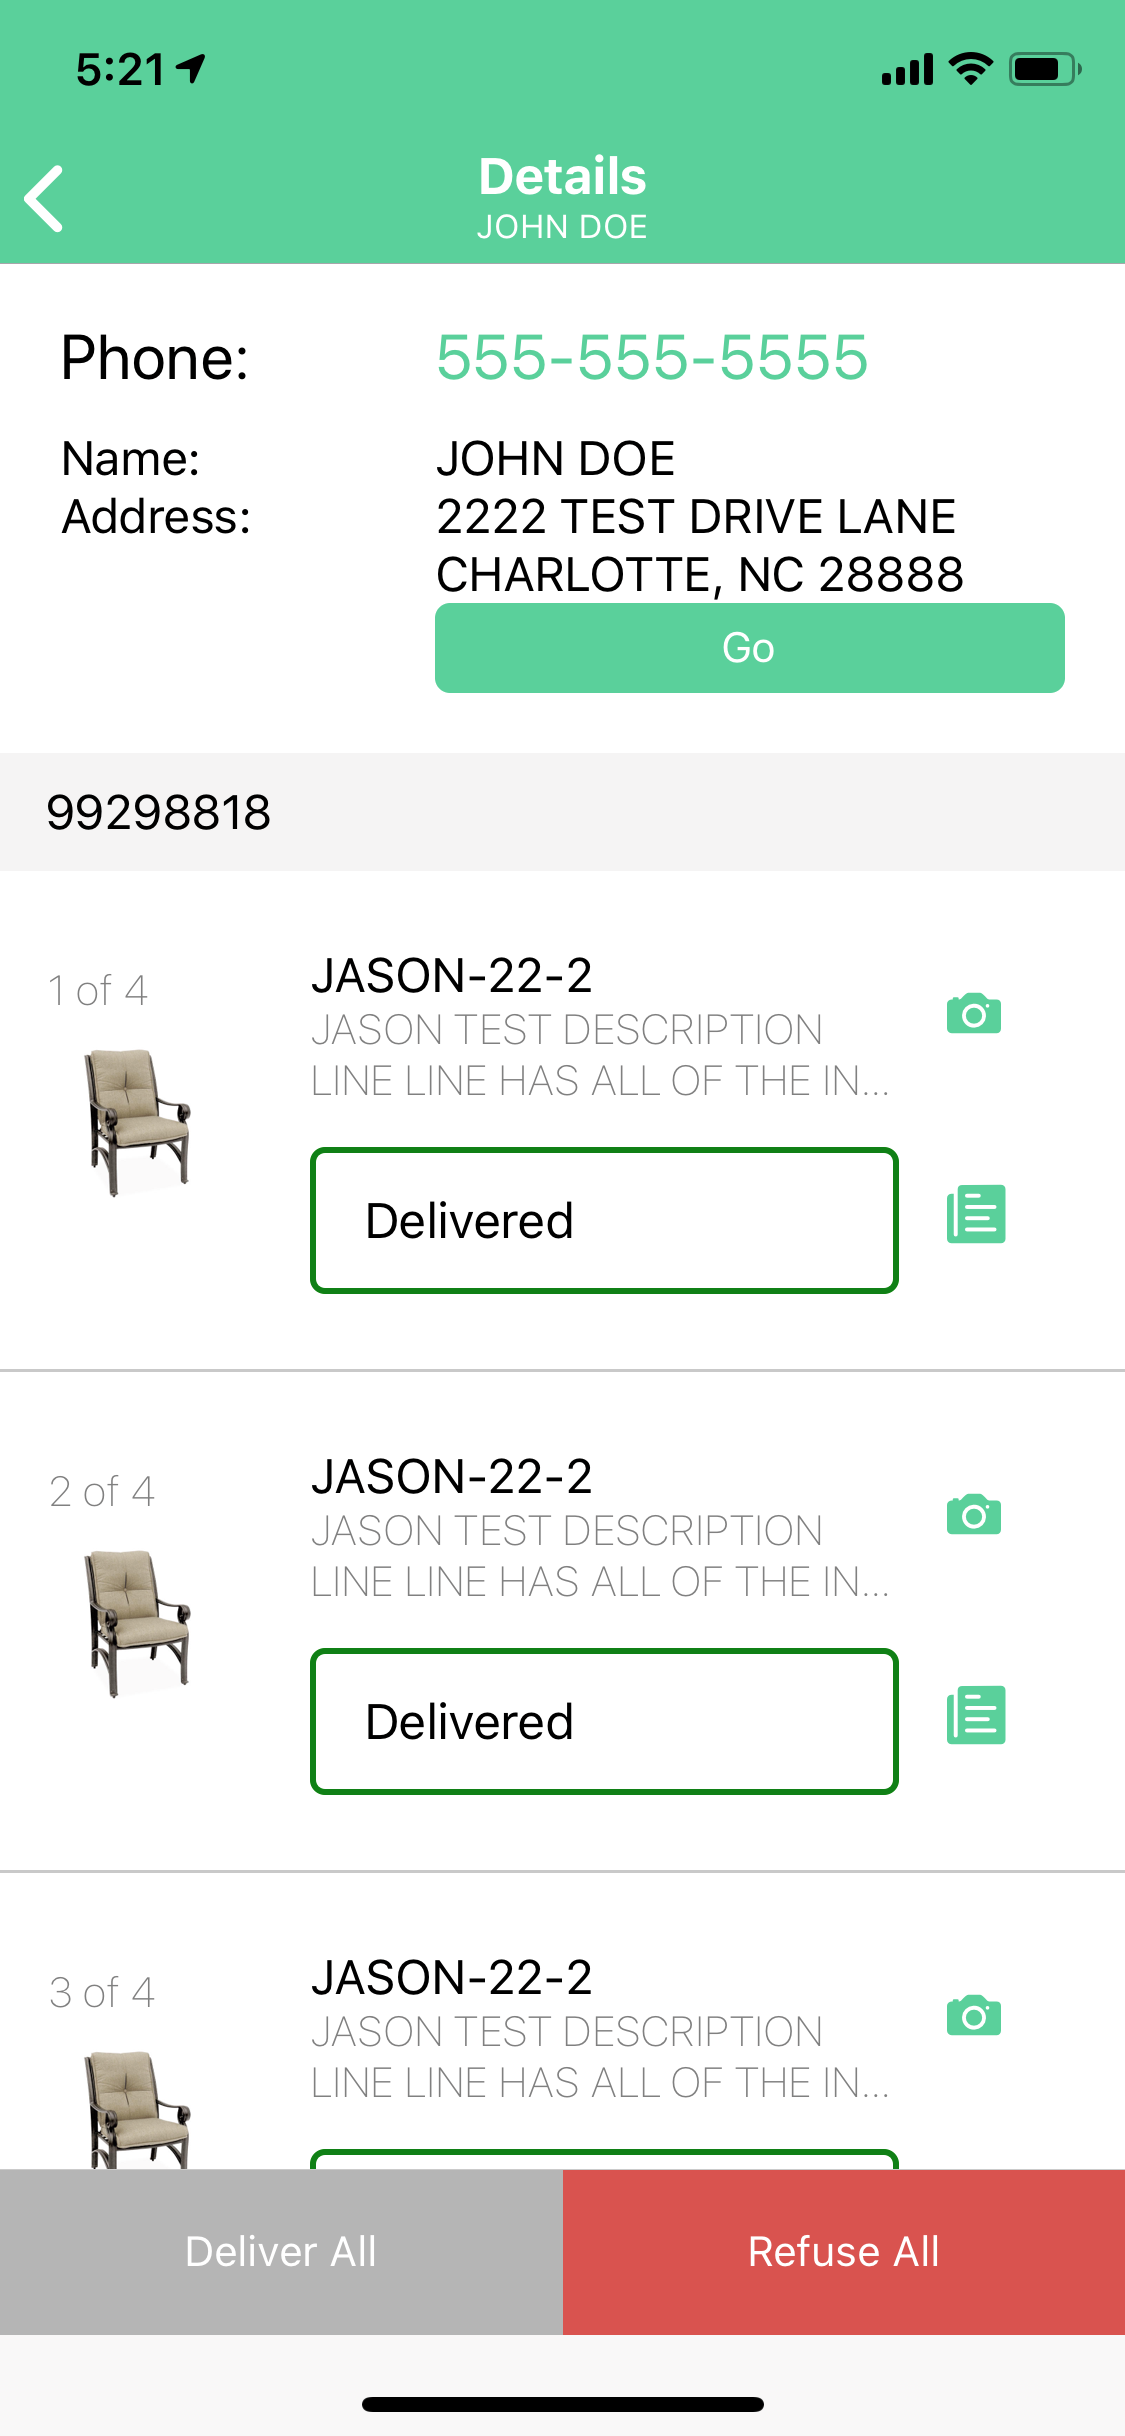 5:21
Details
JOHN DOE
Phone: 555-555-5555
Name: JOHN DOE
Address: 2222 TEST DRIVE LANE
CHARLOTTE, NC 28888
Go
99298818
1 of 4
JASON-22-2
JASON TEST DESCRIPTION
LINE LINE HAS ALL OF THE IN...
Delivered
2 of 4
JASON-22-2
JASON TEST DESCRIPTION
LINE LINE HAS ALL OF THE IN...
Delivered
3 of 4
JASON-22-2
JASON TEST DESCRIPTION
LINE LINE HAS ALL OF THE IN...
Deliver All
Refuse All